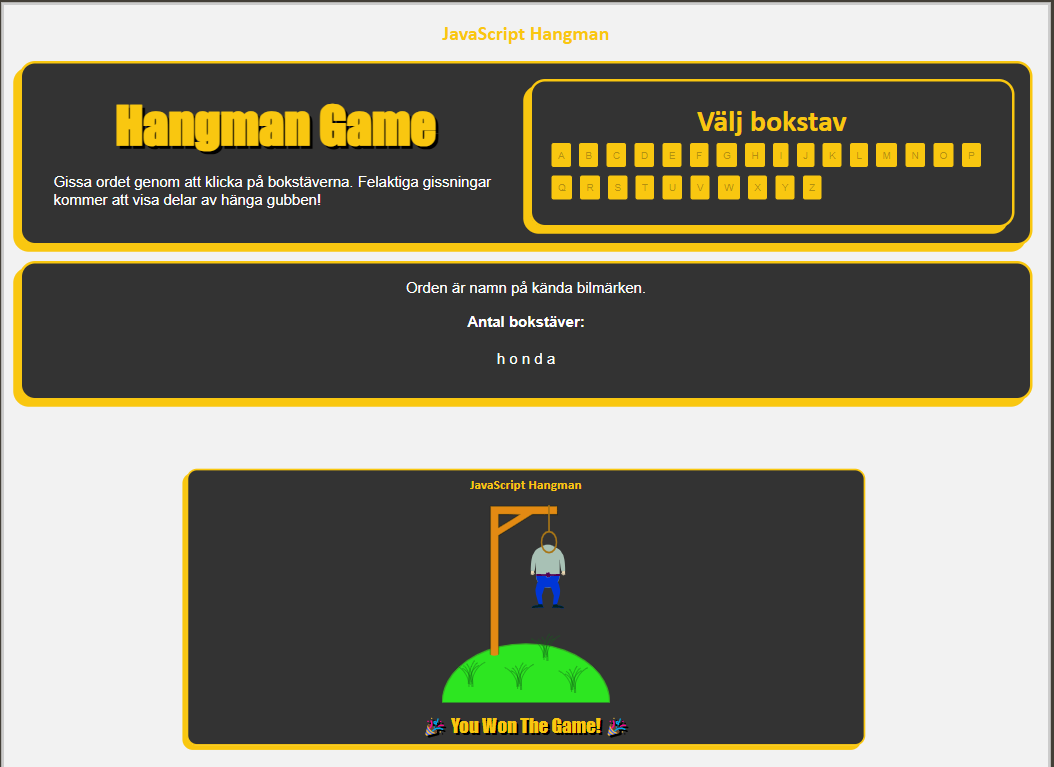 JavaScript Hangman
Hangman Game
Gissa ordet genom att klicka på bokstäverna. Felaktiga gissningar
kommer att visa delar av hänga gubben!
Välj bokstav
A B C D E F G H I J K L M N O P
Q R S T U V W X Y Z
Orden är namn på kända bilmärken.
Antal bokstäver:
h o n d a
JavaScript Hangman
🎉 You Won The Game! 🎉